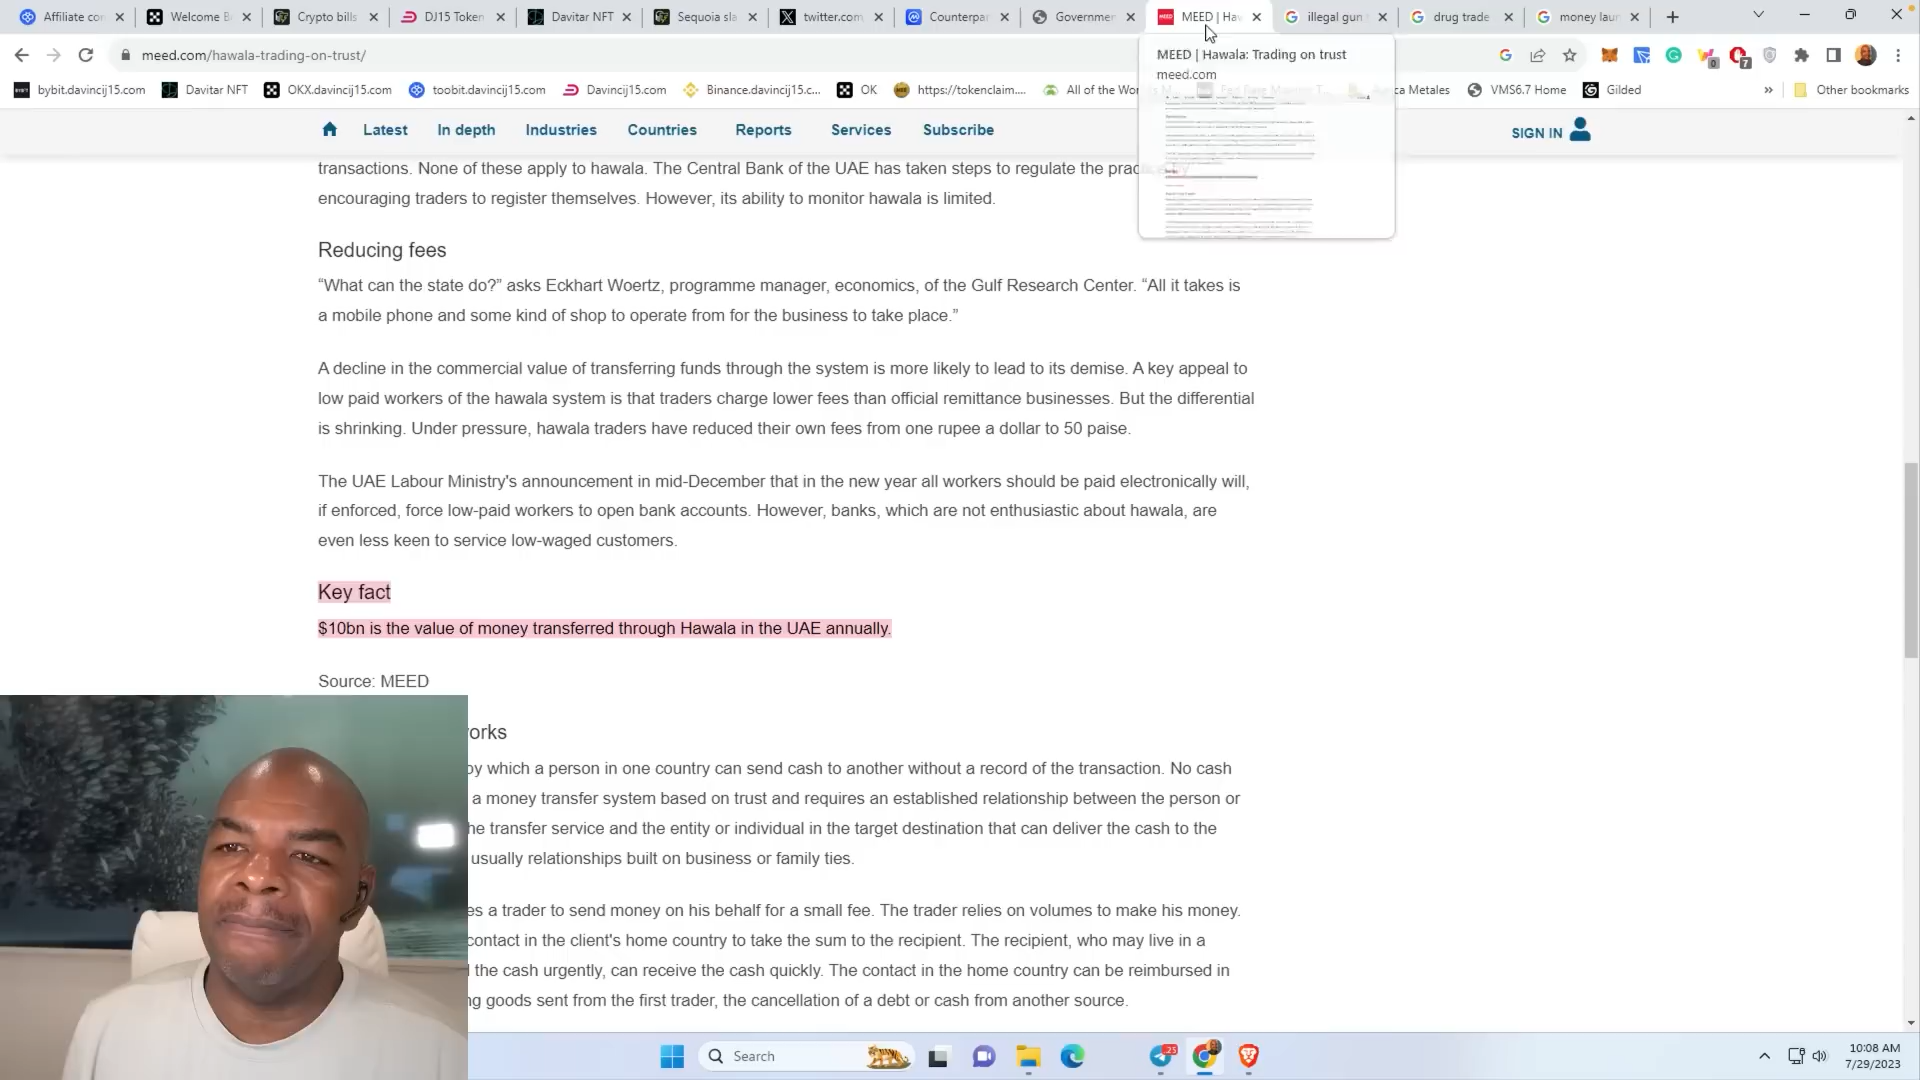 Affiliate co
Welcome B
Crypto bills
DJ15 Token
Davitar NFT
Sequoia sla
twitter.com
Counterpar
Governmer
MEED | Haw
illegal gun
drug trade
money laun
meed.com/hawala-trading-on-trust/
MEED | Hawala: Trading on trust
meed.com
bybit.davincij15.com
Davitar NFT
OKX.davincij15.com
toobit.davincij15.com
Davincij15.com
Binance.davincij15.c...
OK
https://tokenclaim....
All of the Wor
Metales
VMS6.7 Home
Gilded
Other bookmarks
Latest
In depth
Industries
Countries
Reports
Services
Subscribe
SIGN IN
transactions. None of these apply to hawala. The Central Bank of the UAE has taken steps to regulate the prac
encouraging traders to register themselves. However, its ability to monitor hawala is limited.
Reducing fees
“What can the state do?” asks Eckhart Woertz, programme manager, economics, of the Gulf Research Center. “All it takes is
a mobile phone and some kind of shop to operate from for the business to take place.”
A decline in the commercial value of transferring funds through the system is more likely to lead to its demise. A key appeal to
low paid workers of the hawala system is that traders charge lower fees than official remittance businesses. But the differential
is shrinking. Under pressure, hawala traders have reduced their own fees from one rupee a dollar to 50 paise.
The UAE Labour Ministry's announcement in mid-December that in the new year all workers should be paid electronically will,
if enforced, force low-paid workers to open bank accounts. However, banks, which are not enthusiastic about hawala, are
even less keen to service low-waged customers.
Key fact
$10bn is the value of money transferred through Hawala in the UAE annually.
Source: MEED
orks
by which a person in one country can send cash to another without a record of the transaction. No cash
a money transfer system based on trust and requires an established relationship between the person or
he transfer service and the entity or individual in the target destination that can deliver the cash to the
usually relationships built on business or family ties.
es a trader to send money on his behalf for a small fee. The trader relies on volumes to make his money.
contact in the client's home country to take the sum to the recipient. The recipient, who may live in a
the cash urgently, can receive the cash quickly. The contact in the home country can be reimbursed in
ng goods sent from the first trader, the cancellation of a debt or cash from another source.
Search
25
10:08 AM
7/29/2023